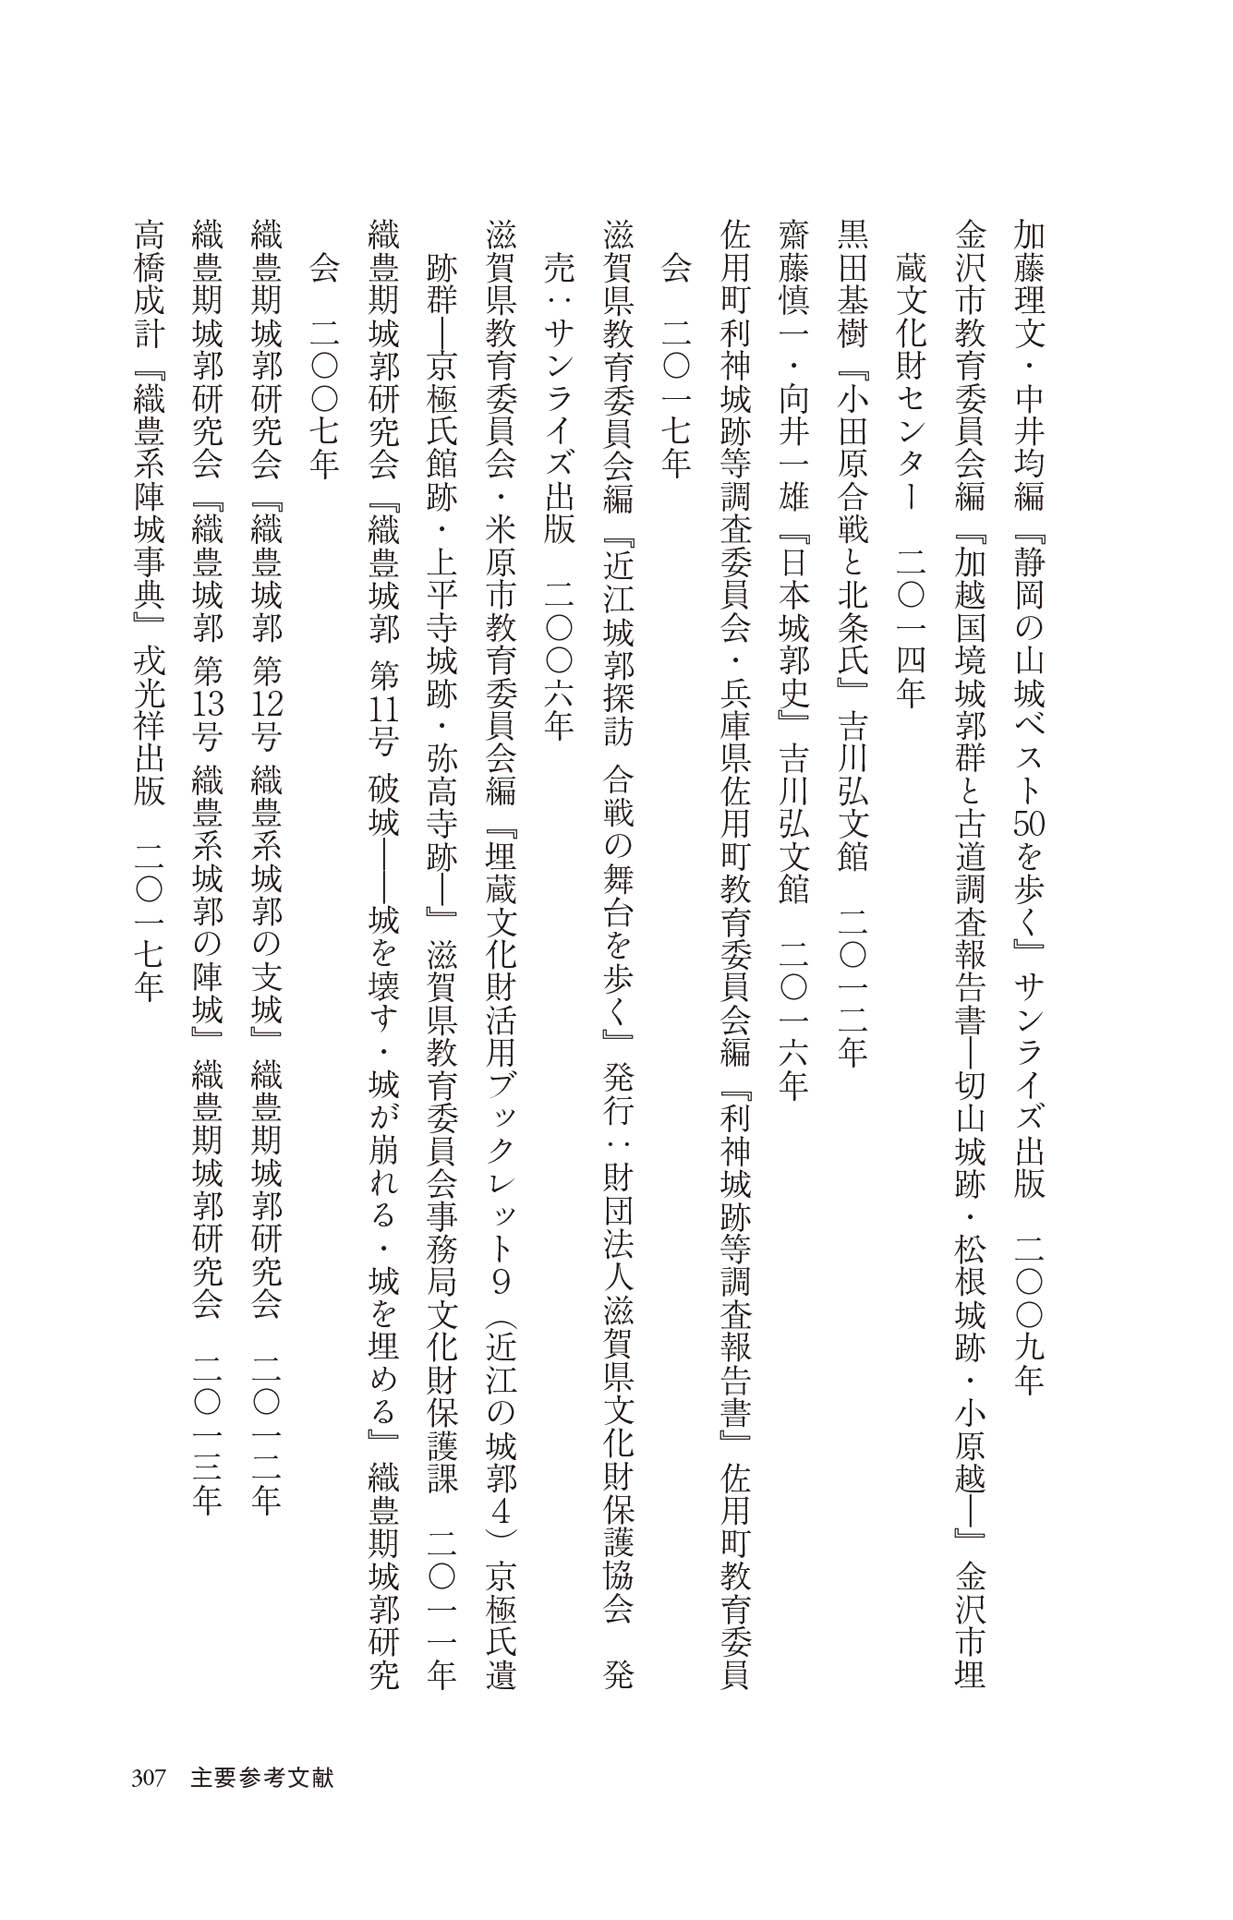 加藤理文・中井均編『静岡の山城ベスト50を歩く』サンライズ出版　二〇〇九年
金沢市教育委員会編『加越国境城郭群と古道調査報告書―切山城跡・松根城跡・小原越―』金沢市埋
蔵文化財センター　二〇一四年
黒田基樹『小田原合戦と北条氏』吉川弘文館　二〇一二年
齋藤慎一・向井一雄『日本城郭史』吉川弘文館　二〇一六年
佐用町利神城跡等調査委員会・兵庫県佐用町教育委員会編『利神城跡等調査報告書』佐用町教育委員
会　二〇一七年
滋賀県教育委員会編『近江城郭探訪 合戦の舞台を歩く』発行：財団法人滋賀県文化財保護協会　発
売：サンライズ出版　二〇〇六年
滋賀県教育委員会・米原市教育委員会編『埋蔵文化財活用ブックレット９（近江の城郭４）京極氏遺
跡群―京極氏館跡・上平寺城跡・弥高寺跡―』滋賀県教育委員会事務局文化財保護課　二〇一一年
織豊期城郭研究会『織豊城郭 第11号 破城――城を壊す・城が崩れる・城を埋める』織豊期城郭研究
会　二〇〇七年
織豊期城郭研究会『織豊城郭 第12号 織豊系城郭の支城』織豊期城郭研究会　二〇一二年
織豊期城郭研究会『織豊城郭 第13号 織豊系城郭の陣城』織豊期城郭研究会　二〇一三年
高橋成計『織豊系陣城事典』戎光祥出版　二〇一七年
307　主要参考文献